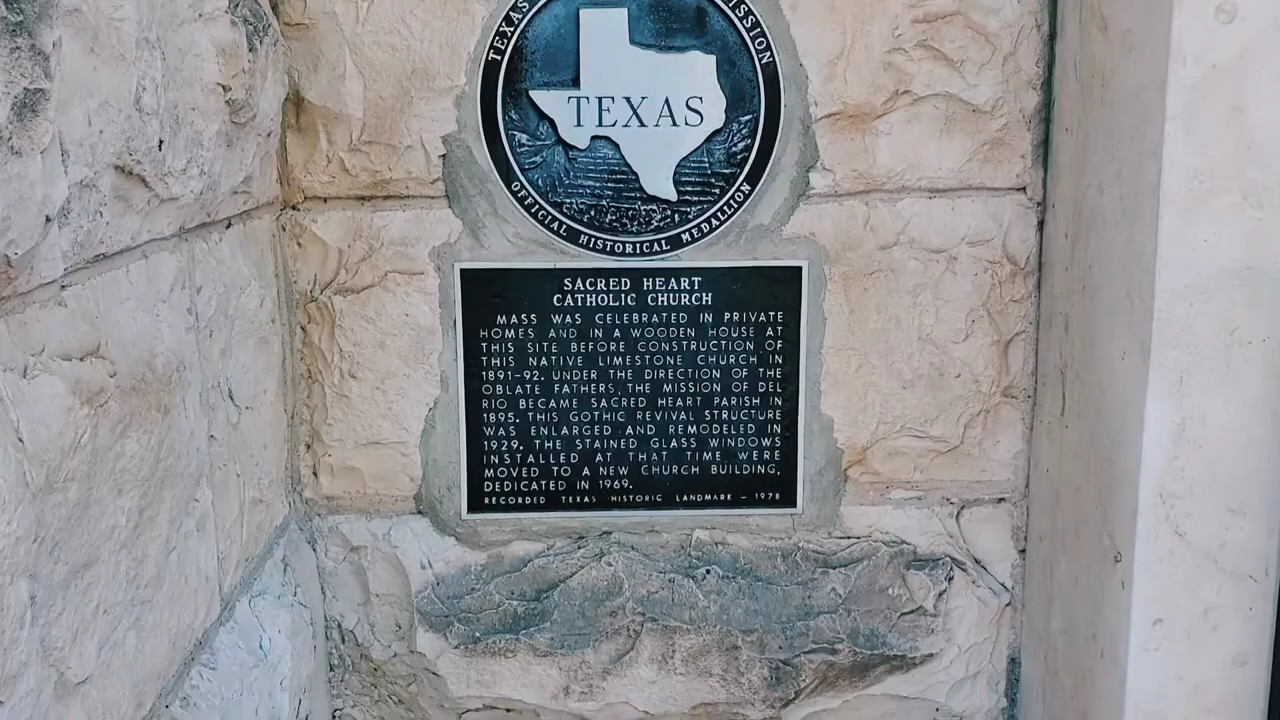 TEXAS
MISSION
TEXAS
OFFICIAL HISTORICAL MEDALLION
SACRED HEART
CATHOLIC CHURCH
MASS WAS CELEBRATED IN PRIVATE
HOMES AND IN A WOODEN HOUSE AT
THIS SITE BEFORE CONSTRUCTION OF
THIS NATIVE LIMESTONE CHURCH IN
1891-92. UNDER THE DIRECTION OF THE
OBLATE FATHERS, THE MISSION OF DEL
RIO BECAME SACRED HEART PARISH IN
1895. THIS GOTHIC REVIVAL STRUCTURE
WAS ENLARGED AND REMODELED IN
1929. THE STAINED GLASS WINDOWS
INSTALLED AT THAT TIME WERE
MOVED TO A NEW CHURCH BUILDING,
DEDICATED IN 1969.
RECORDED TEXAS HISTORIC LANDMARK - 1978